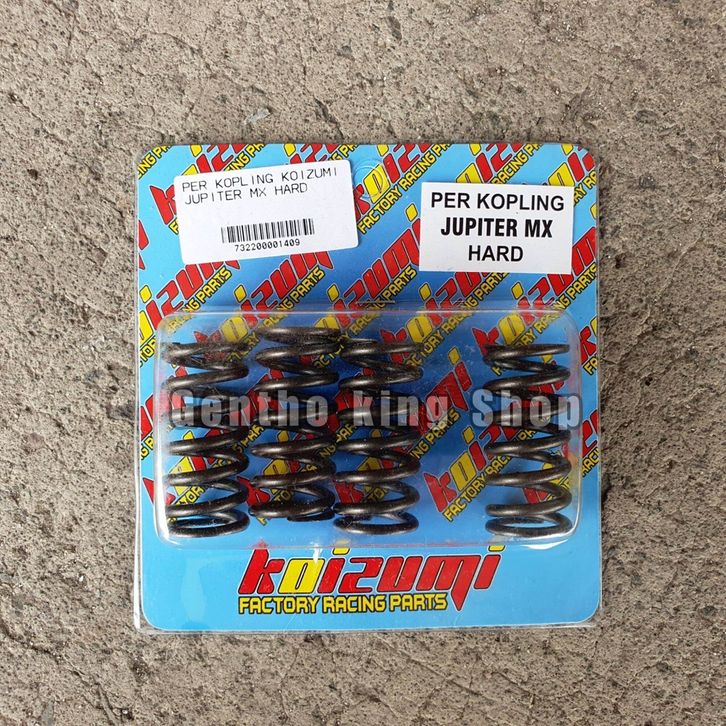 PER KOPLING KOIZUMI
JUPITER MX HARD
732200001409
PER KOPLING
JUPITER MX
HARD
Gentho king Shop
koizumi
FACTORY RACING PARTS